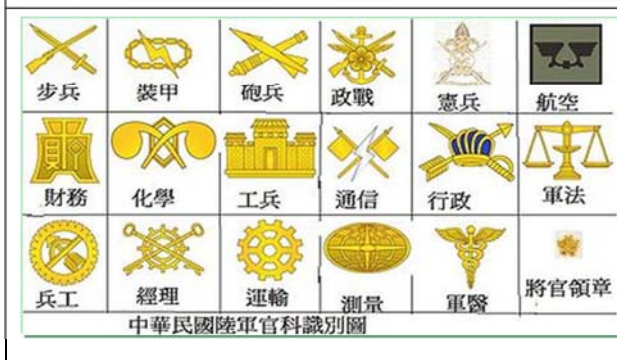 步兵 裝甲 砲兵 政戰 憲兵 航空
財務 化學 工兵 通信 行政 軍法
兵工 經理 運輸 測量 軍醫 將官領章
中華民國陸軍官科識別圖